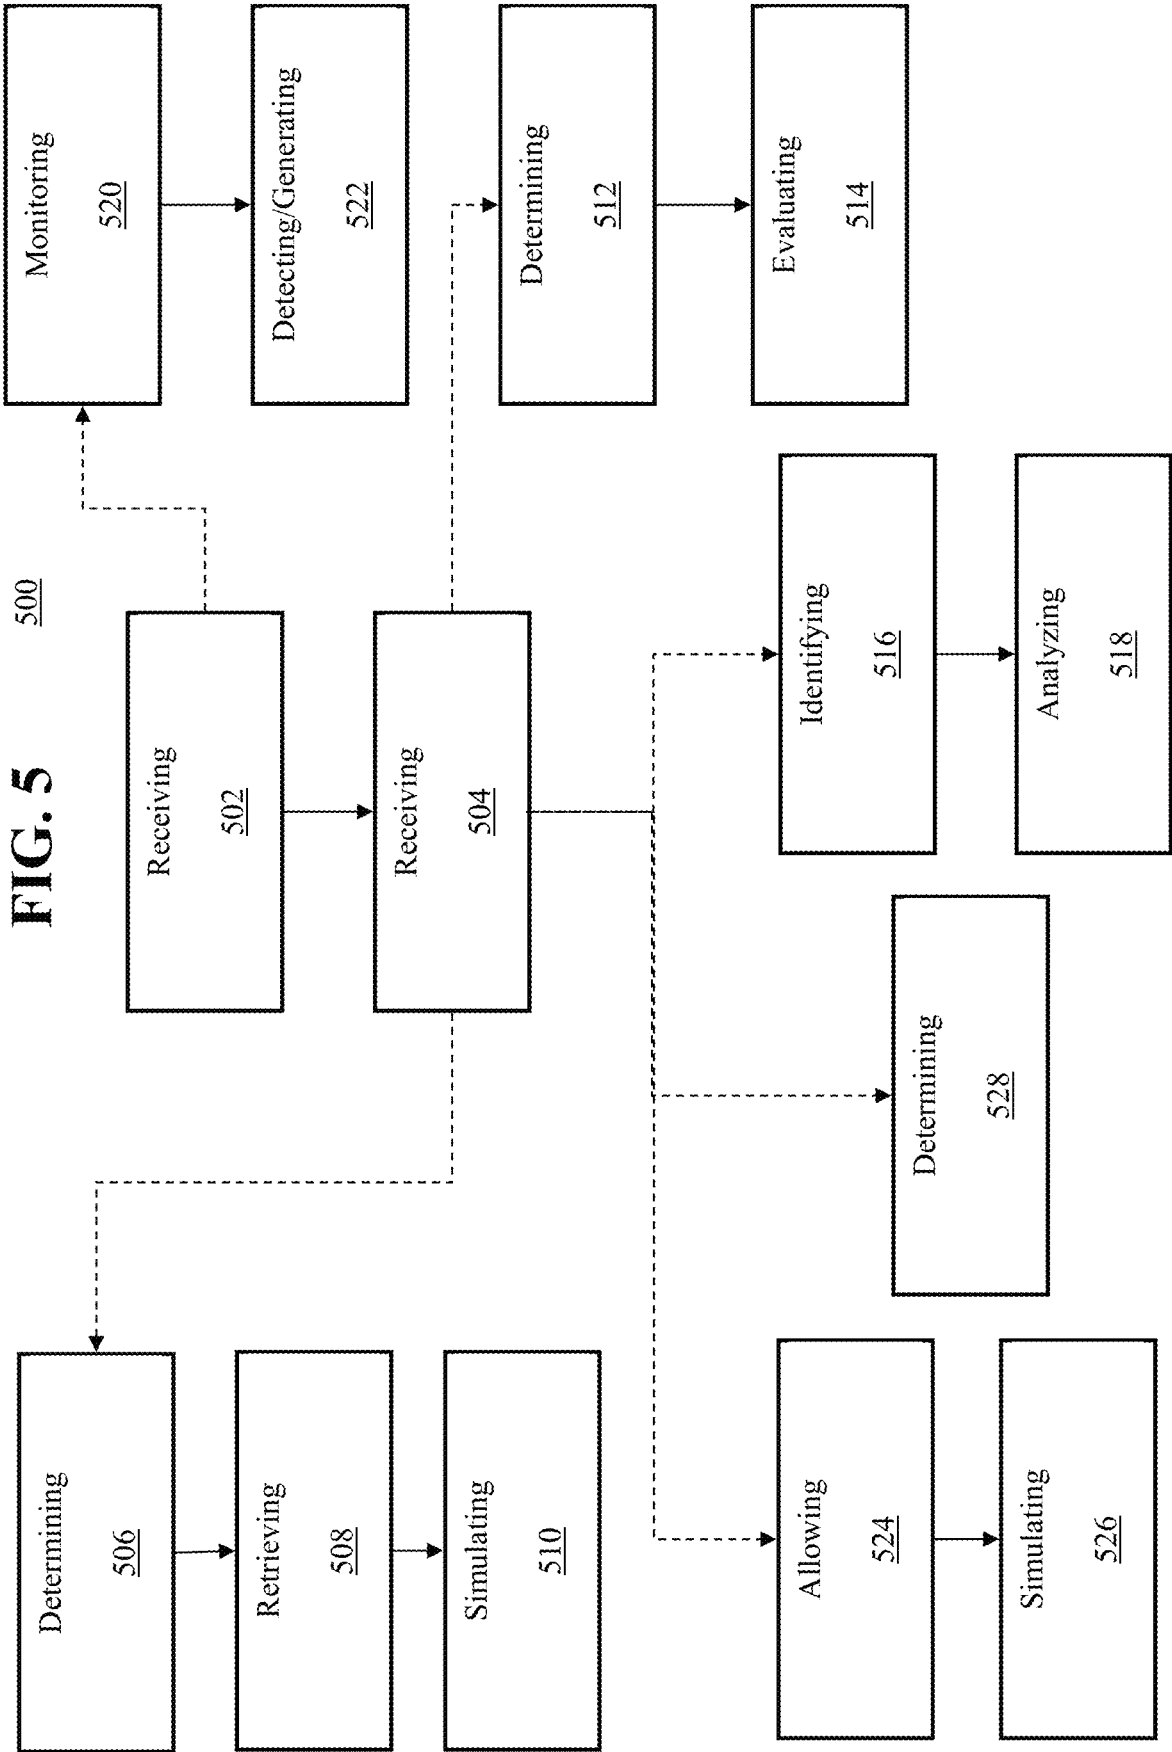 FIG. 5
500
Receiving
502
Receiving
504
Determining
506
Retrieving
508
Simulating
510
Determining
512
Evaluating
514
Identifying
516
Analyzing
518
Monitoring
520
Detecting/Generating
522
Allowing
524
Simulating
526
Determining
528